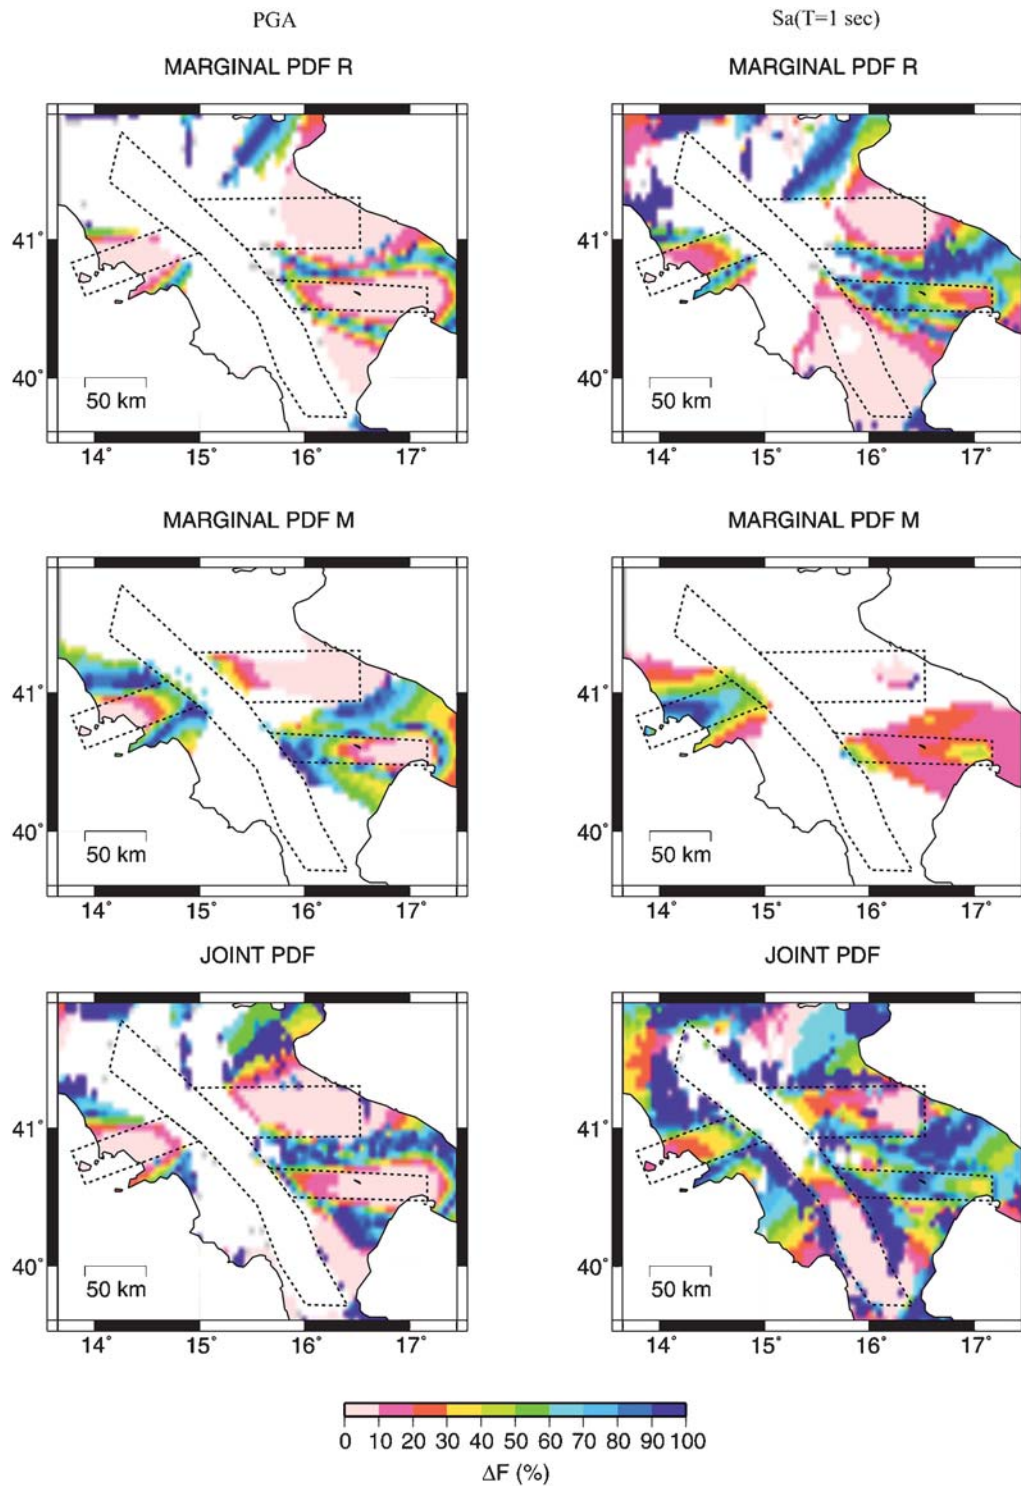 PGA
Sa(T=1 sec)
MARGINAL PDF R
MARGINAL PDF R
41˚
40˚
50 km
14˚ 15˚ 16˚ 17˚
41˚
40˚
50 km
14˚ 15˚ 16˚ 17˚
MARGINAL PDF M
MARGINAL PDF M
41˚
40˚
50 km
14˚ 15˚ 16˚ 17˚
41˚
40˚
50 km
14˚ 15˚ 16˚ 17˚
JOINT PDF
JOINT PDF
41˚
40˚
50 km
14˚ 15˚ 16˚ 17˚
41˚
40˚
50 km
14˚ 15˚ 16˚ 17˚
0 10 20 30 40 50 60 70 80 90 100
ΔF (%)